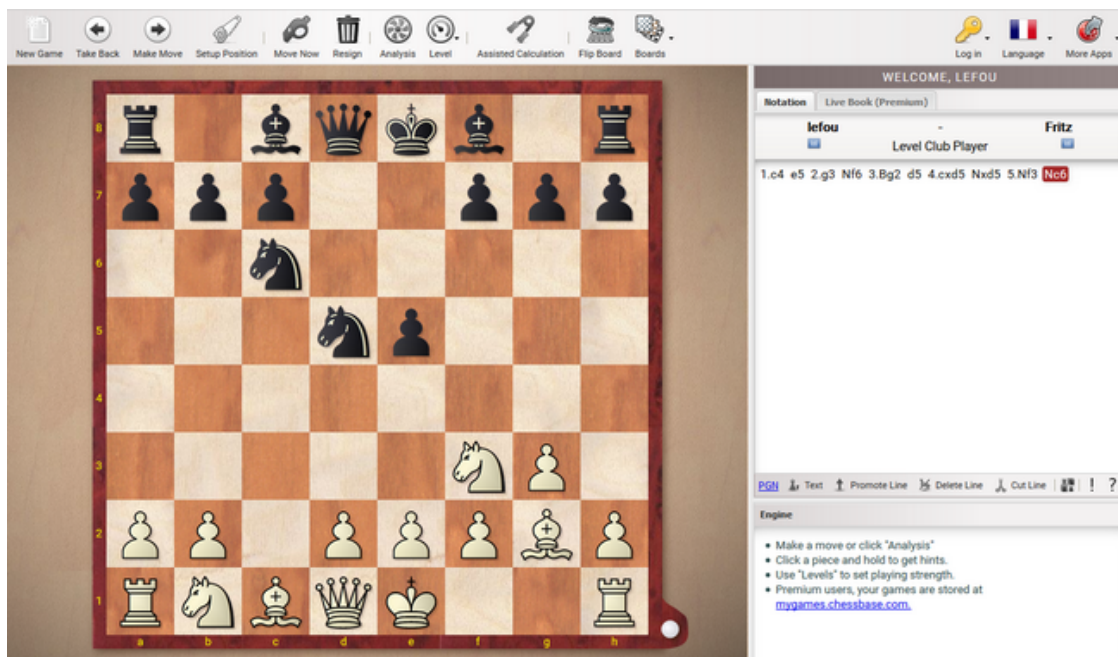 New Game Take Back Make Move Setup Position Move Now Resign Analysis Level Assisted Calculation Flip Board Boards Log in Language More Apps
WELCOME, LEFOU
Notation Live Book (Premium)
lefou - Fritz
Level Club Player
1.c4 e5 2.g3 Nf6 3.Bg2 d5 4.cxd5 Nxd5 5.Nf3 Nc6
8
7
6
5
4
3
2
1
a b c d e f g h
PGN Text Promote Line Delete Line Cut Line ! ?
Engine
• Make a move or click "Analysis"
• Click a piece and hold to get hints.
• Use "Levels" to set playing strength.
• Premium users, your games are stored at
mygames.chessbase.com.